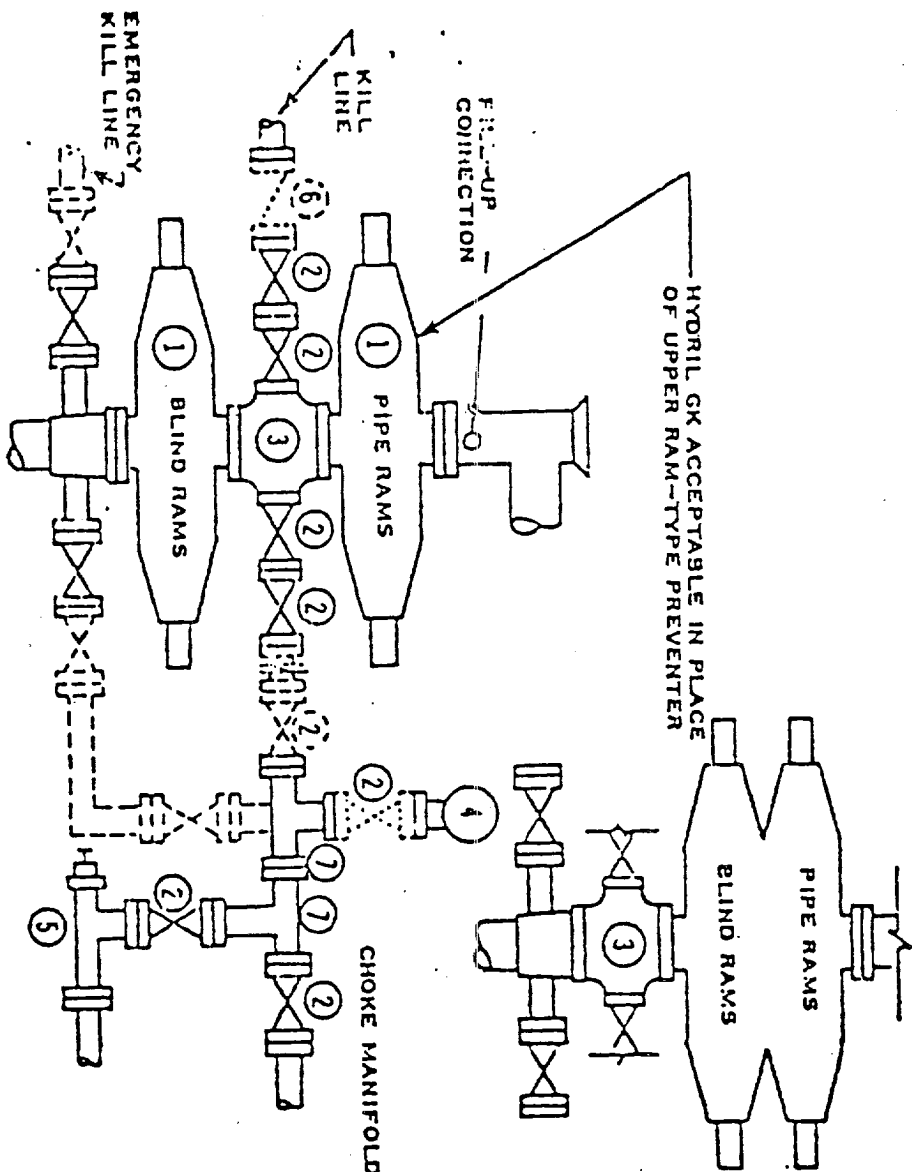 EMERGENCY
KILL LINE
KILL
LINE
FILL-UP
CONNECTION
HYDRIL GK ACCEPTABLE IN PLACE
OF UPPER RAM-TYPE PREVENTER
6
2
2
1
PIPE RAMS
3
1
BLIND RAMS
2
2
2
2
4
7
7
2
2
5
CHOKE MANIFOLD
PIPE RAMS
BLIND RAMS
3